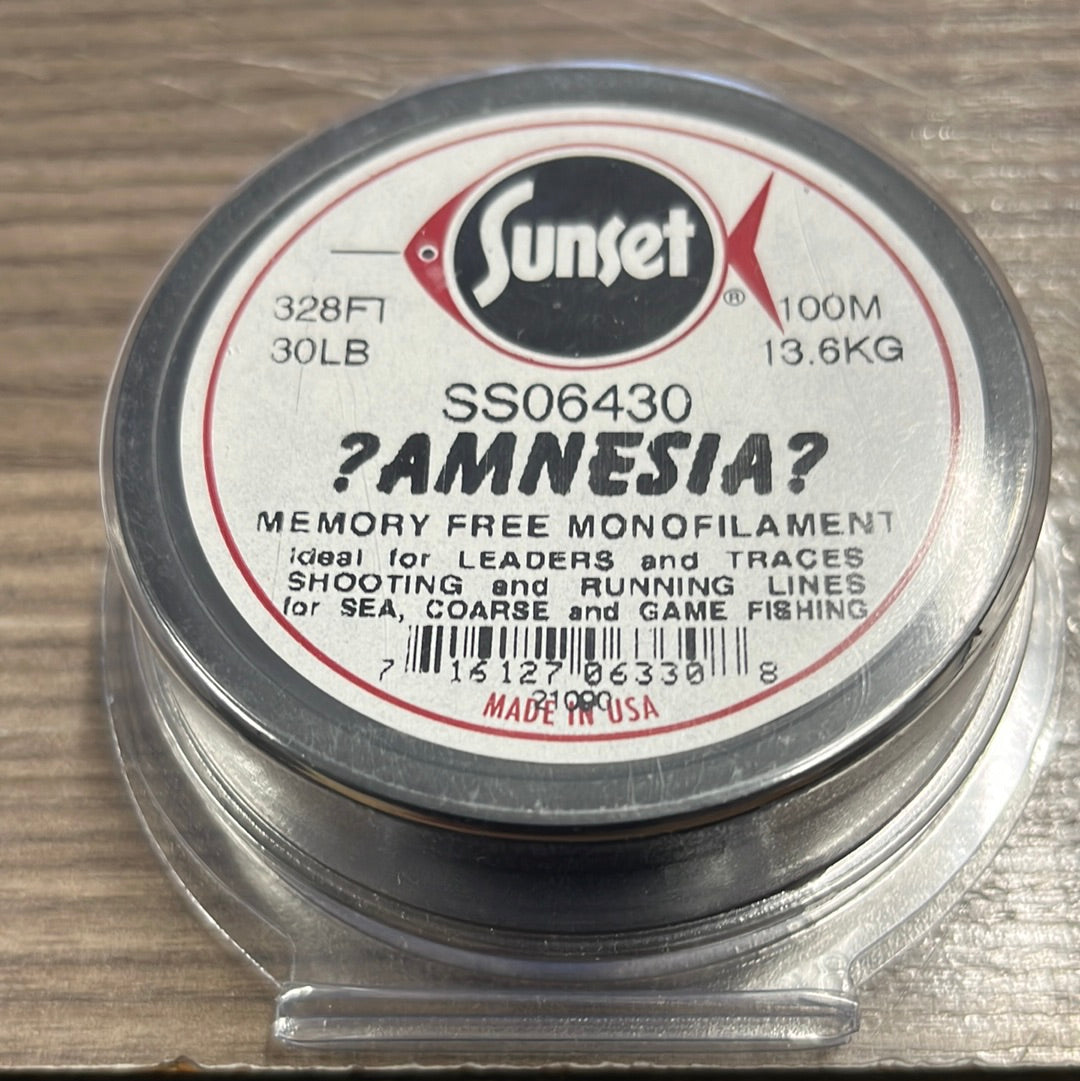 Sunset
®
328FT 100M
30LB 13.6KG
SS06430
?AMNESIA?
MEMORY FREE MONOFILAMENT
ideal for LEADERS and TRACES
SHOOTING and RUNNING LINES
for SEA, COARSE and GAME FISHING
7 16127 06330 8
21090
MADE IN USA